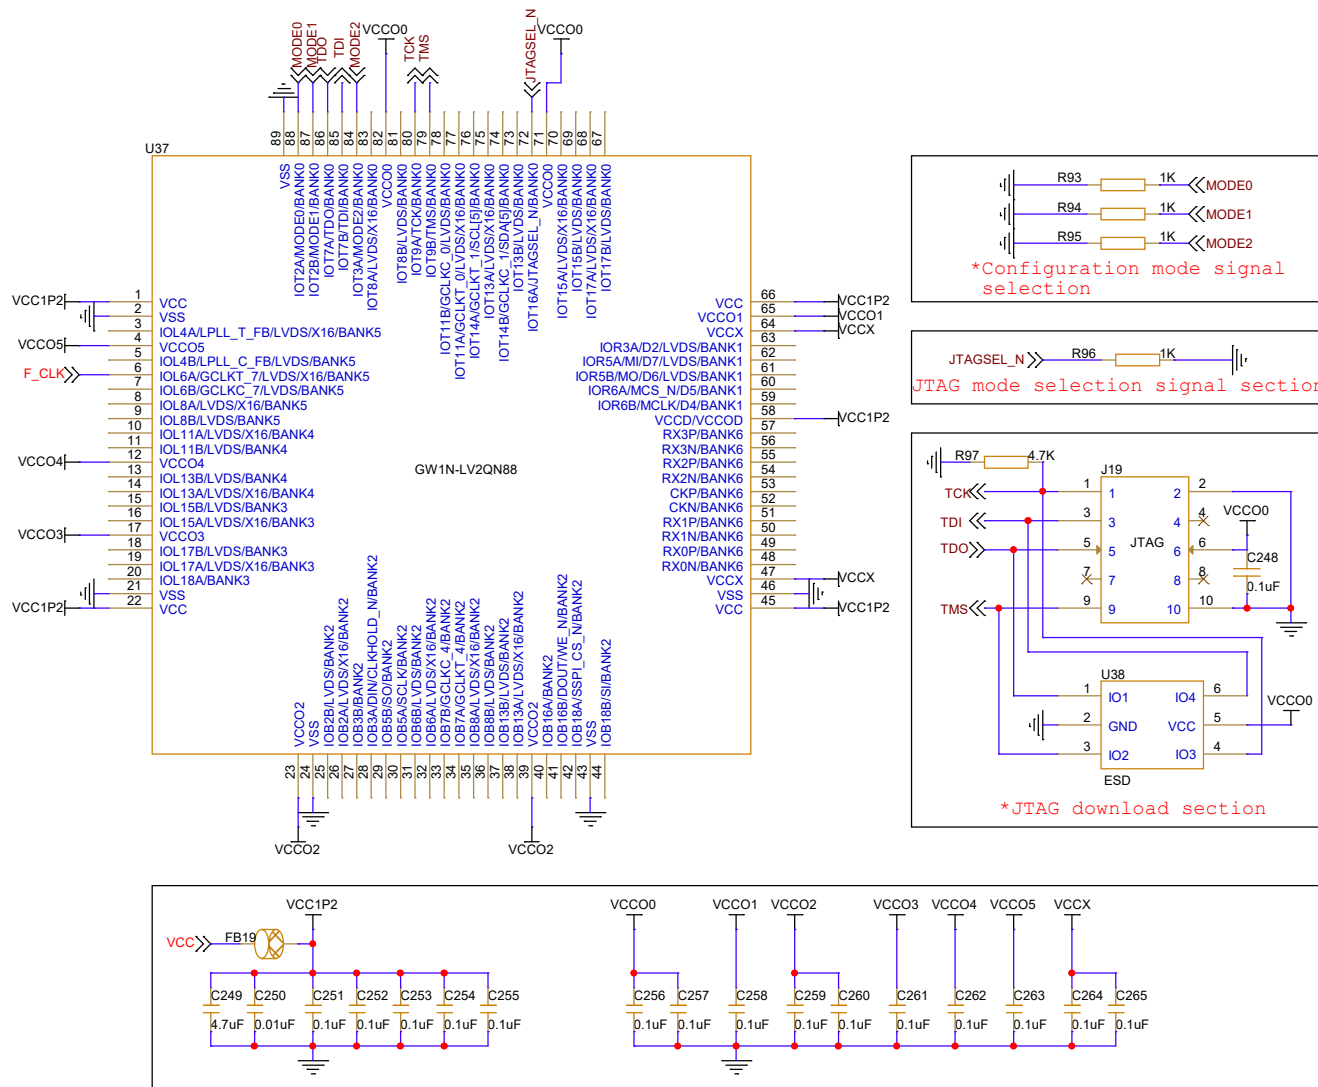 MODE0
MODE1
TDO
TDI
MODE2
VCCO0
TCK
TMS
JTAGSEL_N
VCCO0
U37
89
88
87
86
85
84
83
82
81
80
79
78
77
76
75
74
73
72
71
70
69
68
67
VSS
IOT2A/MODE0/BANK0
IOT2B/MODE1/BANK0
IOT7A/TDO/BANK0
IOT7B/TDI/BANK0
IOT3A/MODE2/BANK0
IOT8A/LVDS/X16/BANK0
VCCO0
IOT8B/LVDS/BANK0
IOT9A/TCK/BANK0
IOT9B/TMS/BANK0
IOT11B/GCLKC_0/LVDS/BANK0
IOT11A/GCLKT_0/LVDS/X16/BANK0
IOT14A/GCLKT_1/SCL[5]/BANK0
IOT13A/LVDS/X16/BANK0
IOT14B/GCLKC_1/SDA[5]/BANK0
IOT13B/LVDS/BANK0
IOT16A/JTAGSEL_N/BANK0
VCCO0
IOT15A/LVDS/X16/BANK0
IOT15B/LVDS/BANK0
IOT17A/LVDS/X16/BANK0
IOT17B/LVDS/BANK0
VCC1P2 1 VCC
2 VSS
3 IOL4A/LPLL_T_FB/LVDS/X16/BANK5
VCCO5 4 VCCO5
5 IOL4B/LPLL_C_FB/LVDS/BANK5
F_CLK 6 IOL6A/GCLKT_7/LVDS/X16/BANK5
7 IOL6B/GCLKC_7/LVDS/BANK5
8 IOL8A/LVDS/X16/BANK5
9 IOL8B/LVDS/BANK5
10 IOL11A/LVDS/X16/BANK4
11 IOL11B/LVDS/BANK4
VCCO4 12 VCCO4
13 IOL13B/LVDS/BANK4
14 IOL13A/LVDS/X16/BANK4
15 IOL15B/LVDS/BANK3
16 IOL15A/LVDS/X16/BANK3
VCCO3 17 VCCO3
18 IOL17B/LVDS/BANK3
19 IOL17A/LVDS/X16/BANK3
20 IOL18A/BANK3
21 VSS
VCC1P2 22 VCC
GW1N-LV2QN88
VCC 66 VCC1P2
VCCO1 65 VCCO1
VCCX 64 VCCX
IOR3A/D2/LVDS/BANK1 63
IOR5A/MI/D7/LVDS/BANK1 62
IOR5B/MO/D6/LVDS/BANK1 61
IOR6A/MCS_N/D5/BANK1 60
IOR6B/MCLK/D4/BANK1 59
VCCD/VCCOD 58 VCC1P2
RX3P/BANK6 57
RX3N/BANK6 56
RX2P/BANK6 55
RX2N/BANK6 54
CKP/BANK6 53
CKN/BANK6 52
RX1P/BANK6 51
RX1N/BANK6 50
RX0P/BANK6 49
RX0N/BANK6 48
VCCX 47 VCCX
VSS 46
VCC 45 VCC1P2
VCCO2
VSS
IOB2B/LVDS/BANK2
IOB2A/LVDS/X16/BANK2
IOB3B/BANK2
IOB3A/DIN/CLKHOLD_N/BANK2
IOB5B/SO/BANK2
IOB5A/SCLK/BANK2
IOB6B/LVDS/BANK2
IOB6A/LVDS/X16/BANK2
IOB7B/GCLKC_4/BANK2
IOB7A/GCLKT_4/BANK2
IOB8A/LVDS/X16/BANK2
IOB8B/LVDS/BANK2
IOB13B/LVDS/BANK2
IOB13A/LVDS/X16/BANK2
VCCO2
IOB16A/BANK2
IOB16B/DOUT/WE_N/BANK2
IOB18A/SSPI_CS_N/BANK2
VSS
IOB18B/SI/BANK2
23
24
25
26
27
28
29
30
31
32
33
34
35
36
37
38
39
40
41
42
43
44
VCCO2
VCCO2
R93 1K MODE0
R94 1K MODE1
R95 1K MODE2
*Configuration mode signal
selection
JTAGSEL_N R96 1K
JTAG mode selection signal section
R97 4.7K
J19
TCK 1 1 2 2
TDI 3 3 4 4 VCCO0
TDO 5 5 JTAG 6 6 C248
7 7 8 8 0.1uF
TMS 9 9 10 10
U38
1 IO1 IO4 6
2 GND VCC 5 VCCO0
3 IO2 IO3 4
ESD
*JTAG download section
VCC1P2 VCCO0 VCCO1 VCCO2 VCCO3 VCCO4 VCCO5 VCCX
VCC FB19
C249 C250 C251 C252 C253 C254 C255 C256 C257 C258 C259 C260 C261 C262 C263 C264 C265
4.7uF 0.01uF 0.1uF 0.1uF 0.1uF 0.1uF 0.1uF 0.1uF 0.1uF 0.1uF 0.1uF 0.1uF 0.1uF 0.1uF 0.1uF 0.1uF 0.1uF